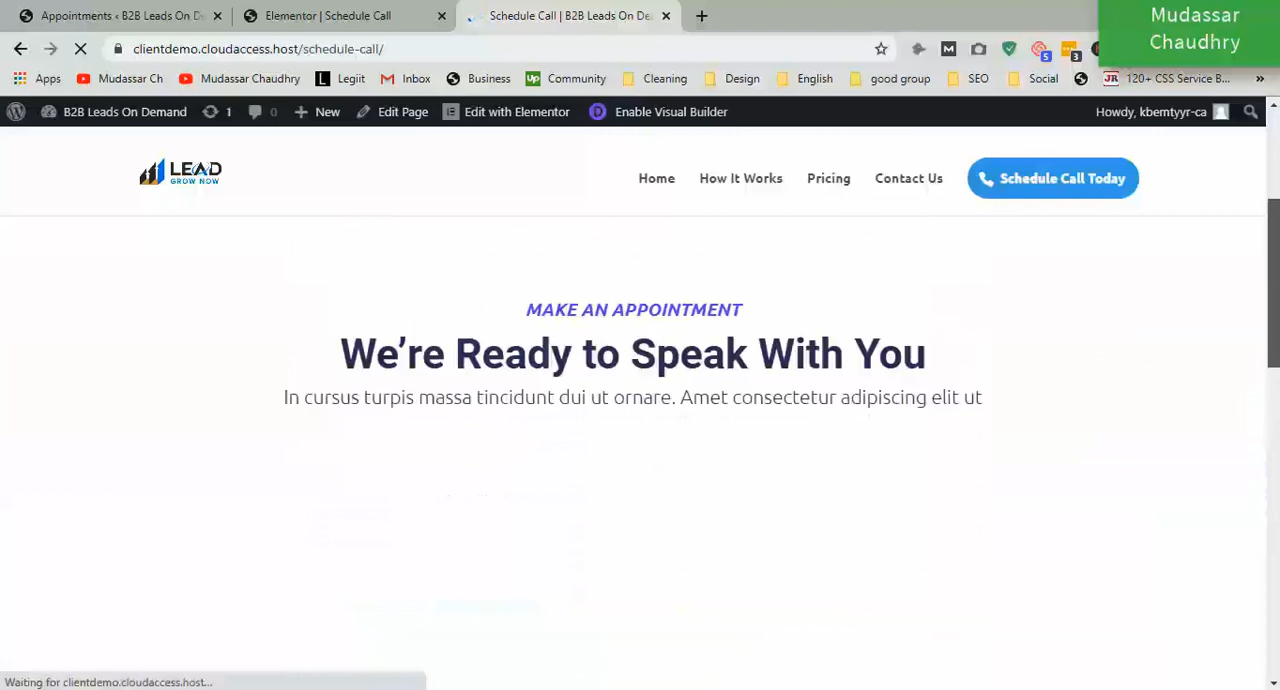 Appointments ‹ B2B Leads On D
Elementor | Schedule Call
Schedule Call | B2B Leads On De
Mudassar
Chaudhry
clientdemo.cloudaccess.host/schedule-call/
5
3
Apps
Mudassar Ch
Mudassar Chaudhry
Legiit
Inbox
Business
Up
Community
Cleaning
Design
English
good group
SEO
Social
JR
120+ CSS Service B...
»
B2B Leads On Demand
1
0
New
Edit Page
Edit with Elementor
D
Enable Visual Builder
Howdy, kbemtyyr-ca
LEAD
GROW NOW
Home
How It Works
Pricing
Contact Us
Schedule Call Today
MAKE AN APPOINTMENT
We’re Ready to Speak With You
In cursus turpis massa tincidunt dui ut ornare. Amet consectetur adipiscing elit ut
Waiting for clientdemo.cloudaccess.host...